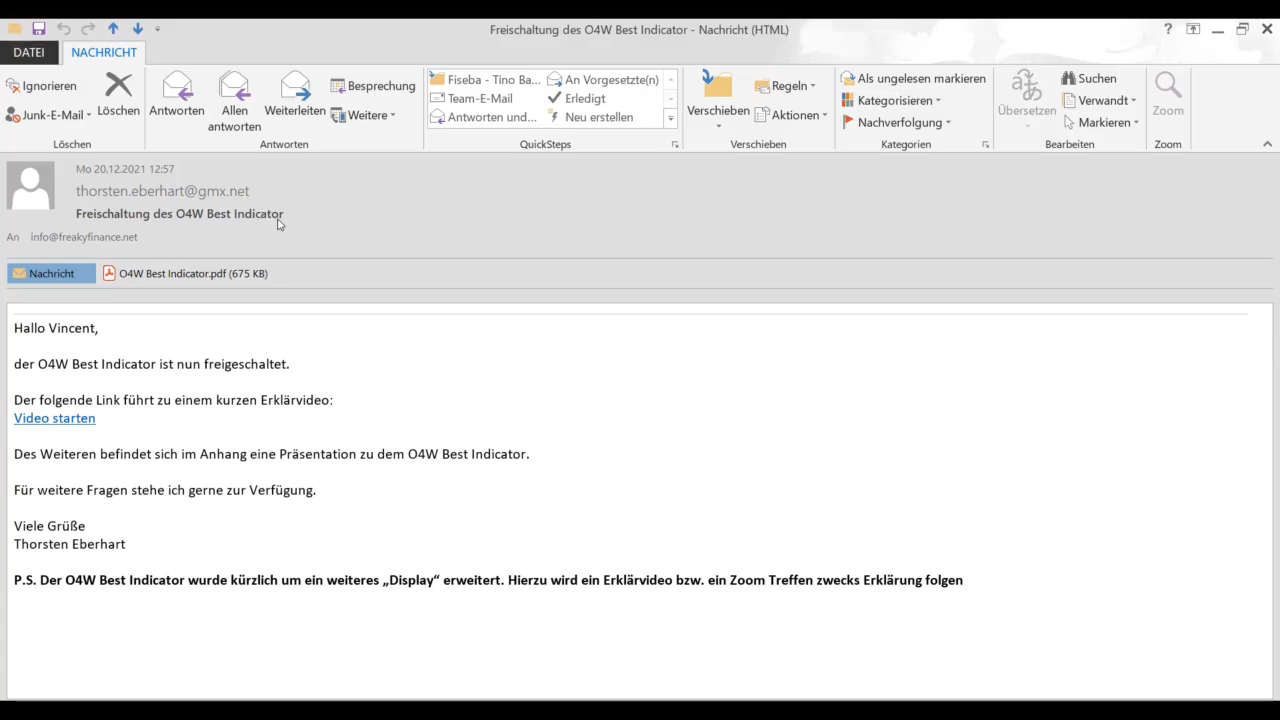 Freischaltung des O4W Best Indicator - Nachricht (HTML)
?
DATEI
NACHRICHT
Ignorieren
Junk-E-Mail
Löschen
Löschen
Antworten
Allen
antworten
Weiterleiten
Besprechung
Weitere
Antworten
Fiseba - Tino Ba...
An Vorgesetzte(n)
Team-E-Mail
Erledigt
Antworten und...
Neu erstellen
QuickSteps
Verschieben
Regeln
Aktionen
Verschieben
Als ungelesen markieren
Kategorisieren
Nachverfolgung
Kategorien
Übersetzen
Suchen
Verwandt
Markieren
Bearbeiten
Zoom
Zoom
Mo 20.12.2021 12:57
thorsten.eberhart@gmx.net
Freischaltung des O4W Best Indicator
An info@freakyfinance.net
Nachricht
O4W Best Indicator.pdf (675 KB)
Hallo Vincent,
der O4W Best Indicator ist nun freigeschaltet.
Der folgende Link führt zu einem kurzen Erklärvideo:
Video starten
Des Weiteren befindet sich im Anhang eine Präsentation zu dem O4W Best Indicator.
Für weitere Fragen stehe ich gerne zur Verfügung.
Viele Grüße
Thorsten Eberhart
P.S. Der O4W Best Indicator wurde kürzlich um ein weiteres „Display“ erweitert. Hierzu wird ein Erklärvideo bzw. ein Zoom Treffen zwecks Erklärung folgen